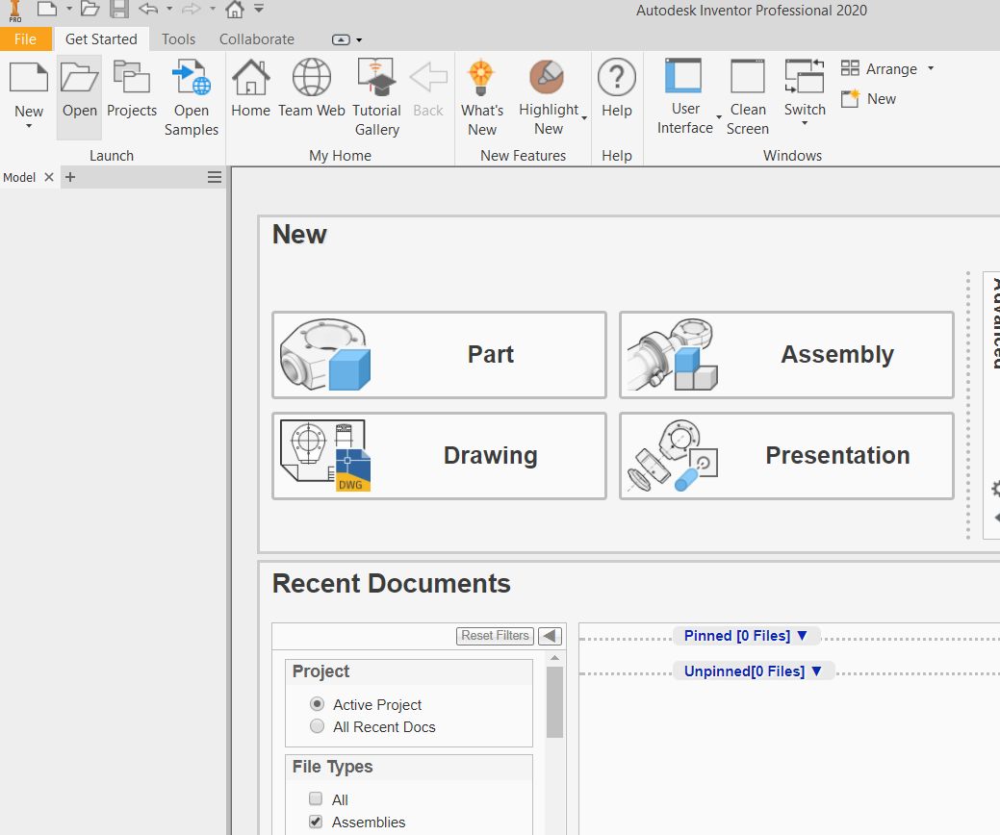 PRO
Autodesk Inventor Professional 2020
File Get Started Tools Collaborate
New Open Projects Open Samples Home Team Web Tutorial Gallery Back What's New Highlight New Help User Interface Clean Screen Switch Arrange New
Launch My Home New Features Help Windows
Model
New
Part Assembly
DWG
Drawing Presentation
Advanced
Recent Documents
Reset Filters
Pinned [0 Files]
Unpinned[0 Files]
Project
Active Project
All Recent Docs
File Types
All
Assemblies